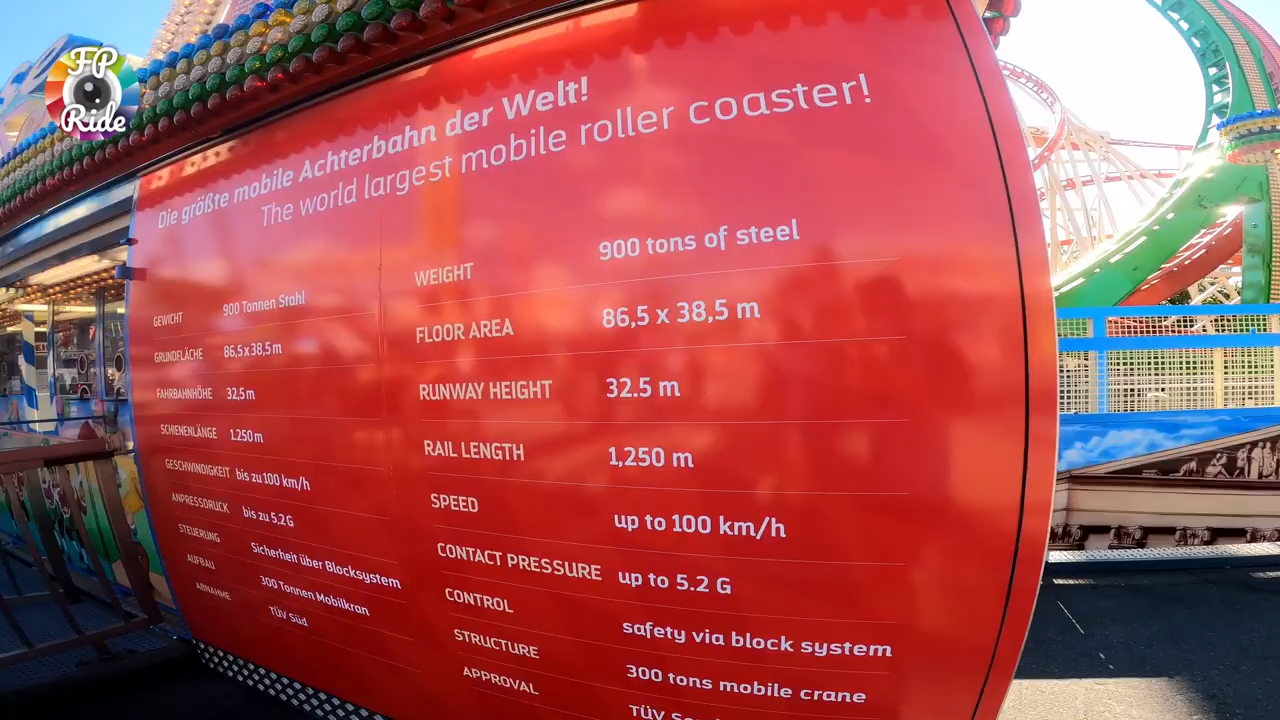 FP
Ride
Die größte mobile Achterbahn der Welt!
The world largest mobile roller coaster!
GEWICHT 900 Tonnen Stahl
GRUNDFLÄCHE 86,5 x 38,5 m
FAHRBAHNHÖHE 32,5 m
SCHIENENLÄNGE 1.250 m
GESCHWINDIGKEIT bis zu 100 km/h
ANPRESSDRUCK bis zu 5,2 G
STEUERUNG Sicherheit über Blocksystem
AUFBAU 300 Tonnen Mobilkran
ABNAHME TÜV Süd
WEIGHT 900 tons of steel
FLOOR AREA 86,5 x 38,5 m
RUNWAY HEIGHT 32.5 m
RAIL LENGTH 1,250 m
SPEED up to 100 km/h
CONTACT PRESSURE up to 5.2 G
CONTROL safety via block system
STRUCTURE 300 tons mobile crane
APPROVAL TÜV